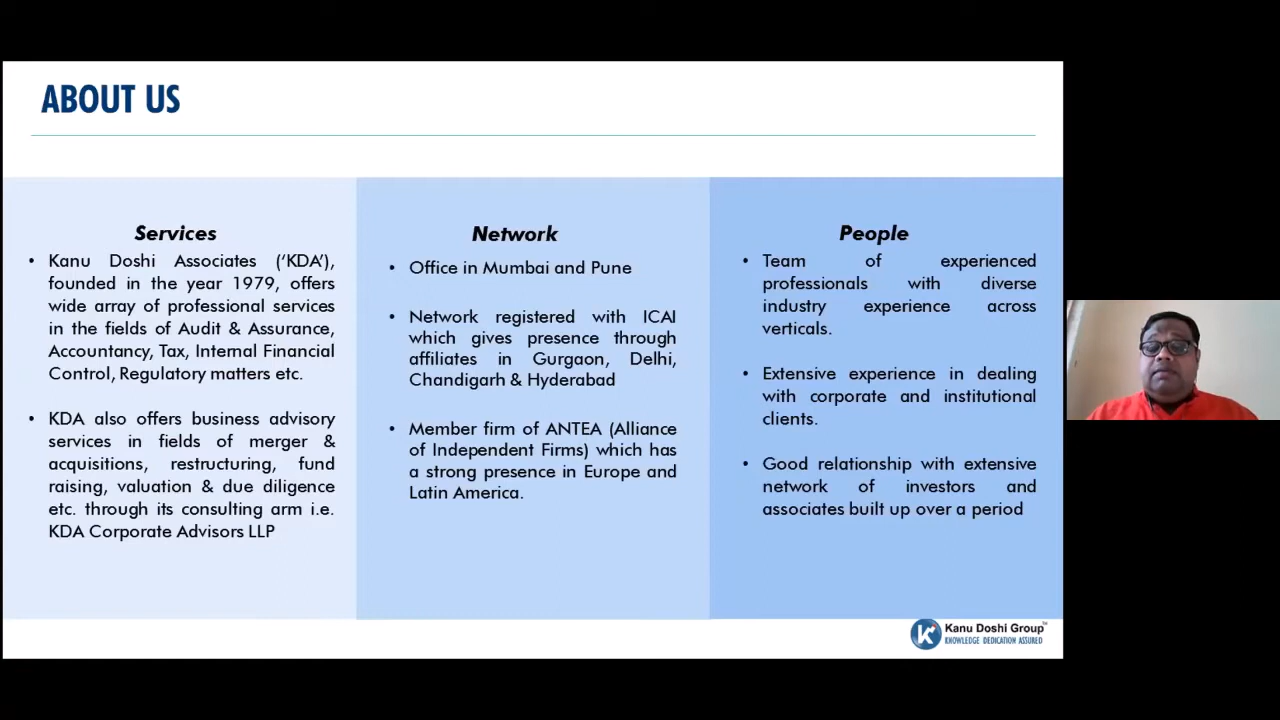 ABOUT US
Services
• Kanu Doshi Associates (‘KDA’),
founded in the year 1979, offers
wide array of professional services
in the fields of Audit & Assurance,
Accountancy, Tax, Internal Financial
Control, Regulatory matters etc.
• KDA also offers business advisory
services in fields of merger &
acquisitions, restructuring, fund
raising, valuation & due diligence
etc. through its consulting arm i.e.
KDA Corporate Advisors LLP
Network
• Office in Mumbai and Pune
• Network registered with ICAI
which gives presence through
affiliates in Gurgaon, Delhi,
Chandigarh & Hyderabad
• Member firm of ANTEA (Alliance
of Independent Firms) which has
a strong presence in Europe and
Latin America.
People
• Team of experienced
professionals with diverse
industry experience across
verticals.
• Extensive experience in dealing
with corporate and institutional
clients.
• Good relationship with extensive
network of investors and
associates built up over a period
K
Kanu Doshi Group™
KNOWLEDGE DEDICATION ASSURED